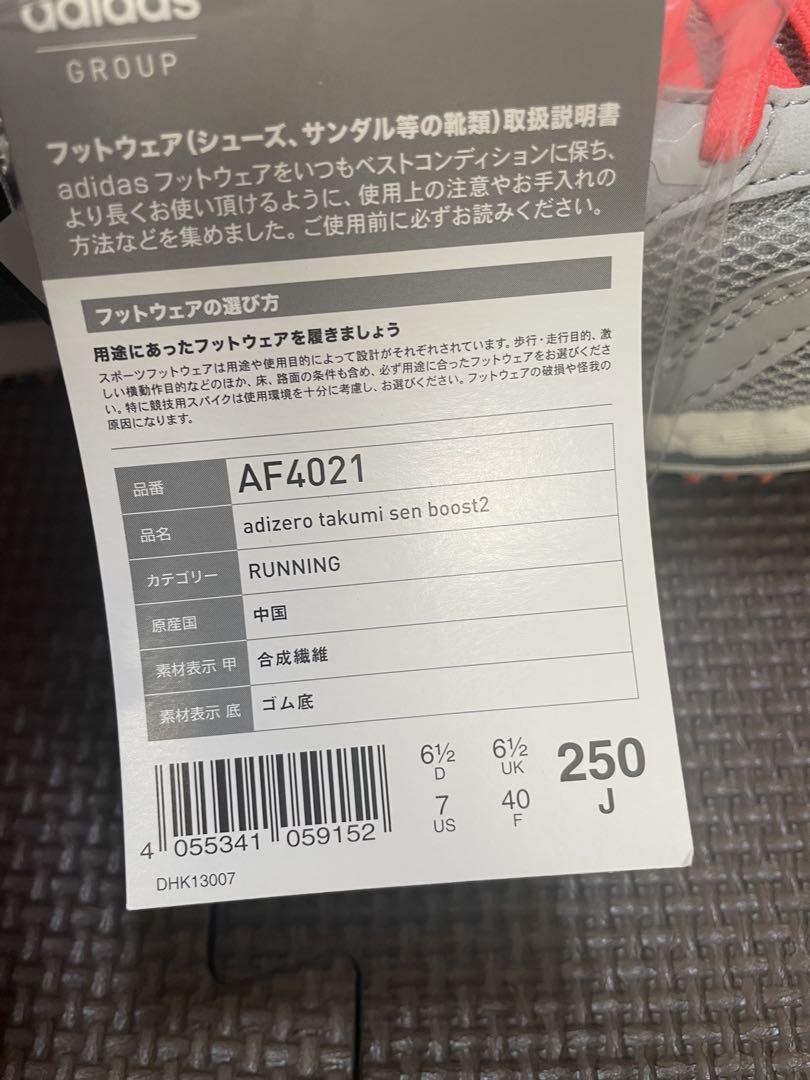 adidas
GROUP
フットウェア(シューズ、サンダル等の靴類)取扱説明書
adidas フットウェアをいつもベストコンディションに保ち、
より長くお使い頂けるように、使用上の注意やお手入れの
方法などを集めました。ご使用前に必ずお読みください。
フットウェアの選び方
用途にあったフットウェアを履きましょう
スポーツフットウェアは用途や使用目的によって設計がそれぞれされています。歩行・走行目的、激
しい横動作目的などのほか、床、路面の条件も含め、必ず用途に合ったフットウェアをお選びくださ
い。特に競技用スパイクは使用環境を十分に考慮し、お選びください。フットウェアの破損や怪我の
原因になります。
品番 AF4021
品名 adizero takumi sen boost2
カテゴリー RUNNING
原産国 中国
素材表示 甲 合成繊維
素材表示 底 ゴム底
6½ 6½ 250
D UK J
7 40
US F
4 055341 059152
DHK13007